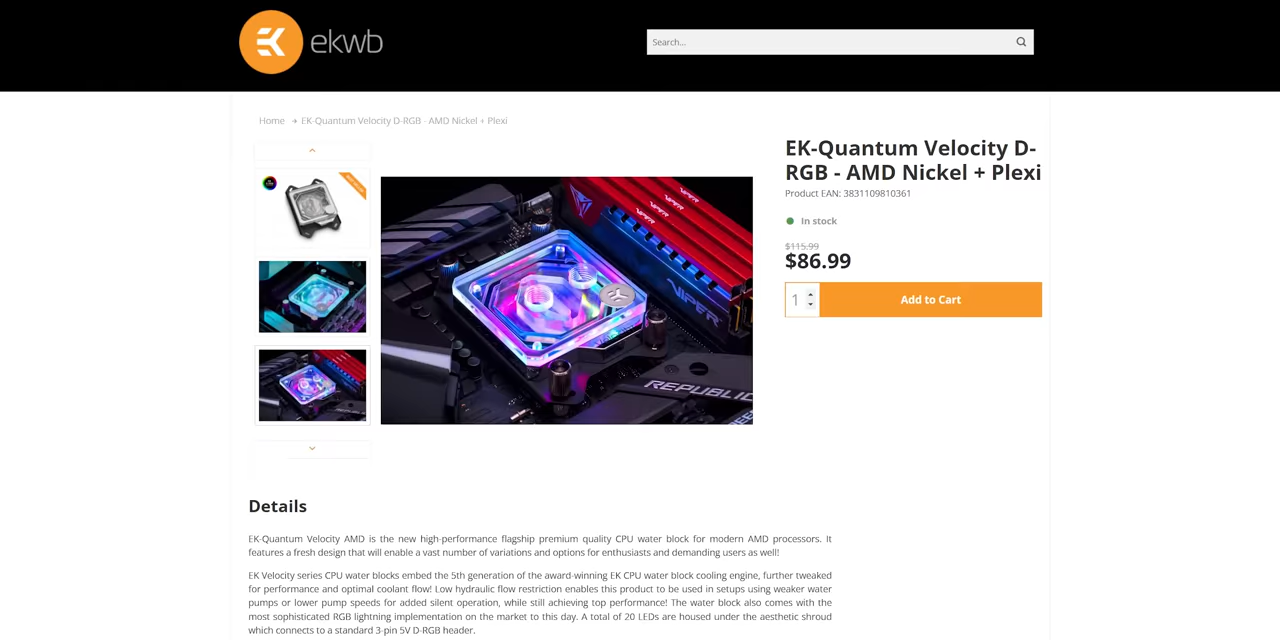 ekwb
Search...
Home → EK-Quantum Velocity D-RGB - AMD Nickel + Plexi
EK-Quantum Velocity D-
RGB - AMD Nickel + Plexi
Product EAN: 3831109810361
In stock
$115.99
$86.99
1
Add to Cart
VIPER
VIPER
VIPER
VIPER
VIPER
REPUBLIC
Details
EK-Quantum Velocity AMD is the new high-performance flagship premium quality CPU water block for modern AMD processors. It
features a fresh design that will enable a vast number of variations and options for enthusiasts and demanding users as well!
EK Velocity series CPU water blocks embed the 5th generation of the award-winning EK CPU water block cooling engine, further tweaked
for performance and optimal coolant flow! Low hydraulic flow restriction enables this product to be used in setups using weaker water
pumps or lower pump speeds for added silent operation, while still achieving top performance! The water block also comes with the
most sophisticated RGB lightning implementation on the market to this day. A total of 20 LEDs are housed under the aesthetic shroud
which connects to a standard 3-pin 5V D-RGB header.